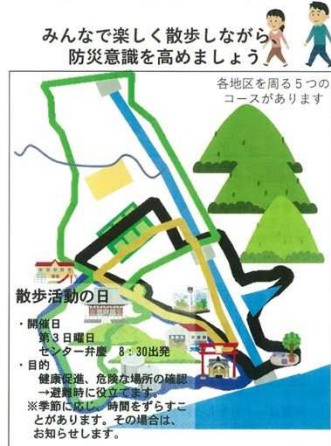 みんなで楽しく散歩しながら
防災意識を高めましょう
各地区を周る５つの
コースがあります
散歩活動の日
・開催日
第３日曜日
センター弁慶　８：30出発
・目的
健康促進、危険な場所の確認
→避難時に役立てます。
※季節に応じ、時間をずらすこ
とがあります。その場合は、
お知らせします。